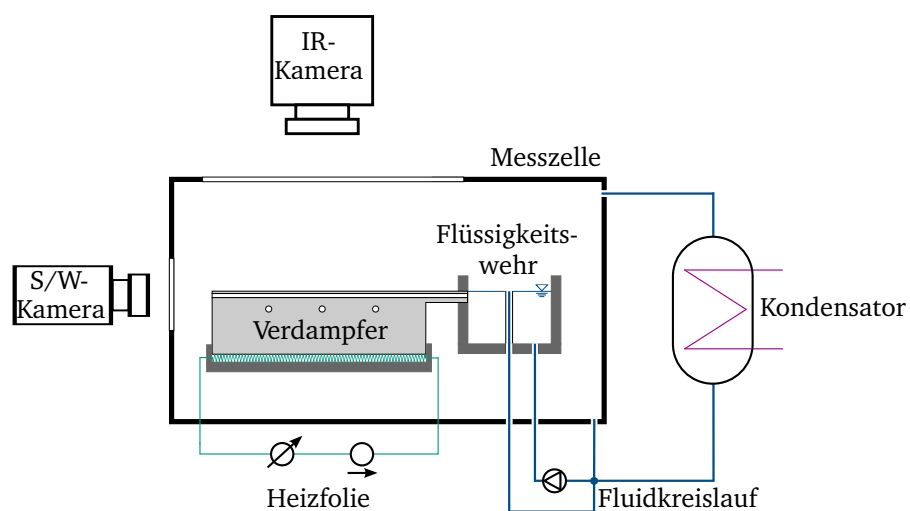 IR-
Kamera
Messzelle
Flüssigkeits-
wehr
S/W-
Kamera
Verdampfer
Kondensator
Heizfolie
Fluidkreislauf